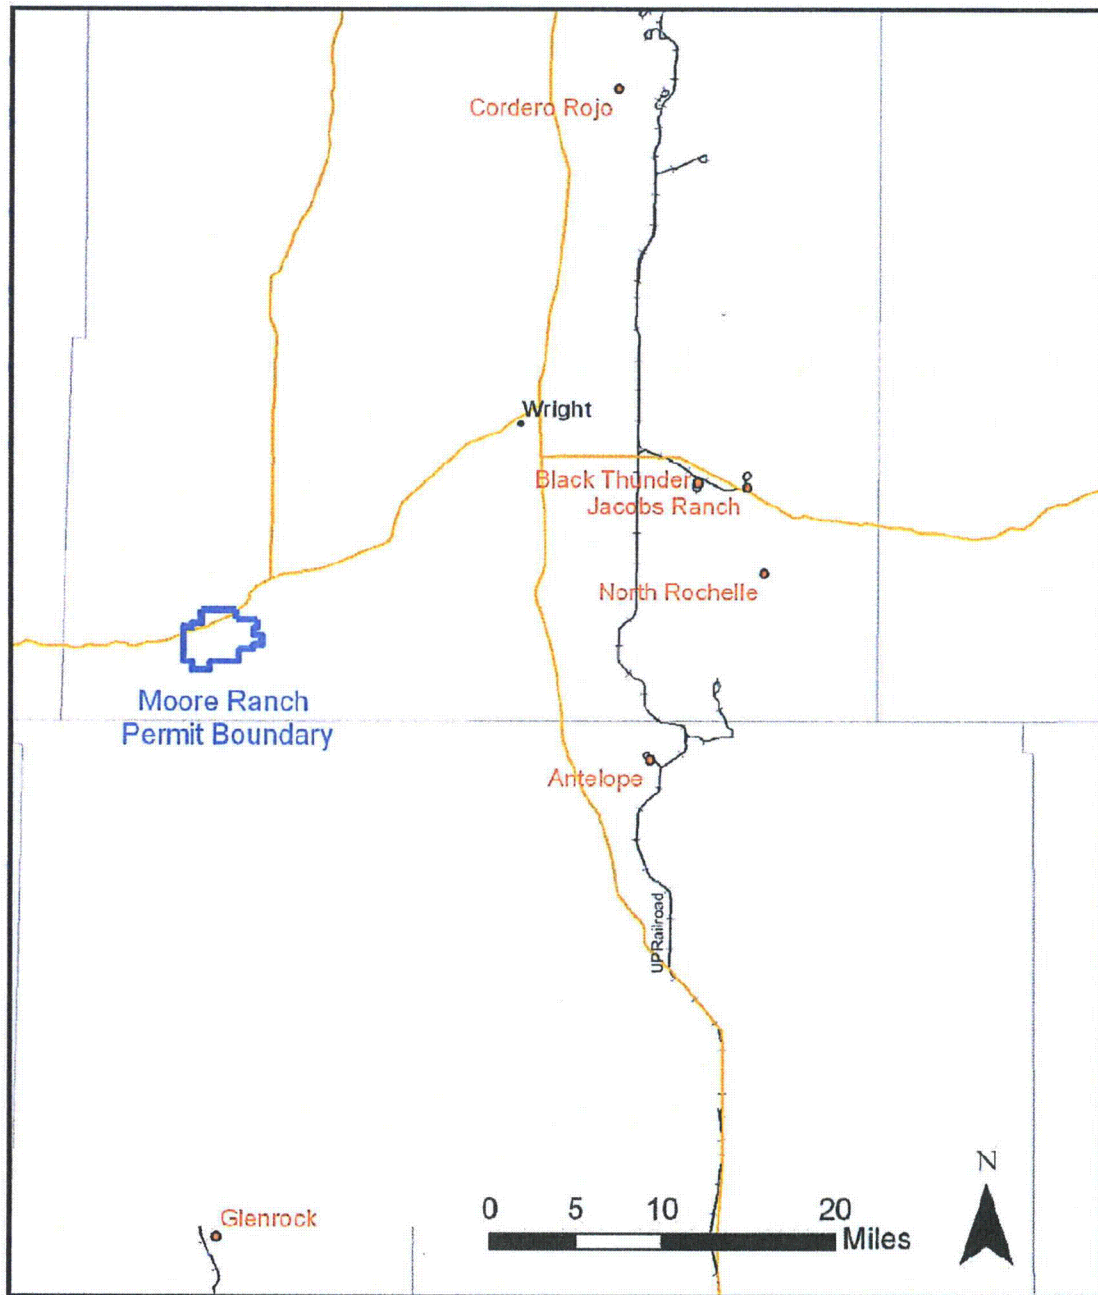 Cordero Rojo
Wright
Black Thunder
Jacobs Ranch
North Rochelle
Moore Ranch
Permit Boundary
Antelope
UPRailroad
N
Glenrock
0 5 10 20
Miles